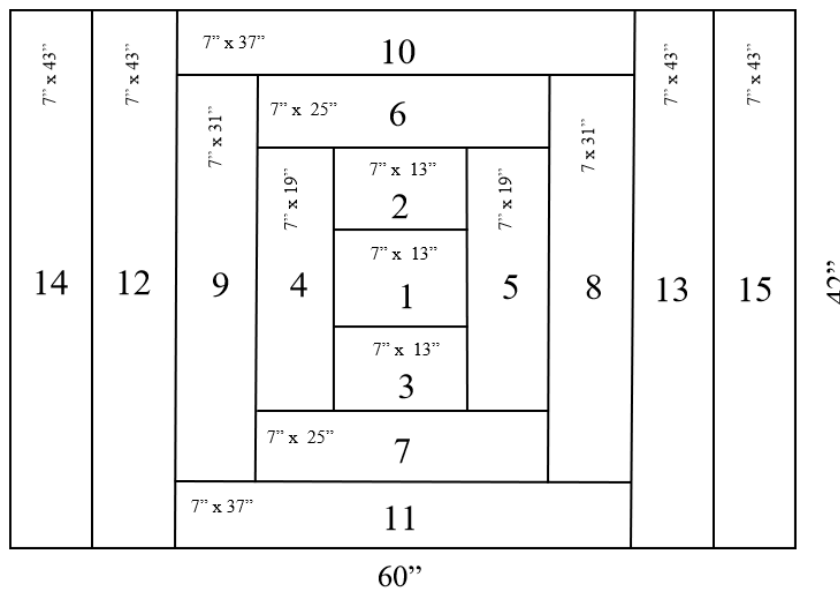 7” x 43”
7” x 43”
7” x 37”
10
7” x 43”
7” x 43”
7” x 31”
7” x 25”
6
7 x 31”
7” x 19”
7” x 13”
2
7” x 19”
14
12
9
4
7” x 13”
1
5
8
13
15
42”
7” x 13”
3
7” x 25”
7
7” x 37”
11
60”